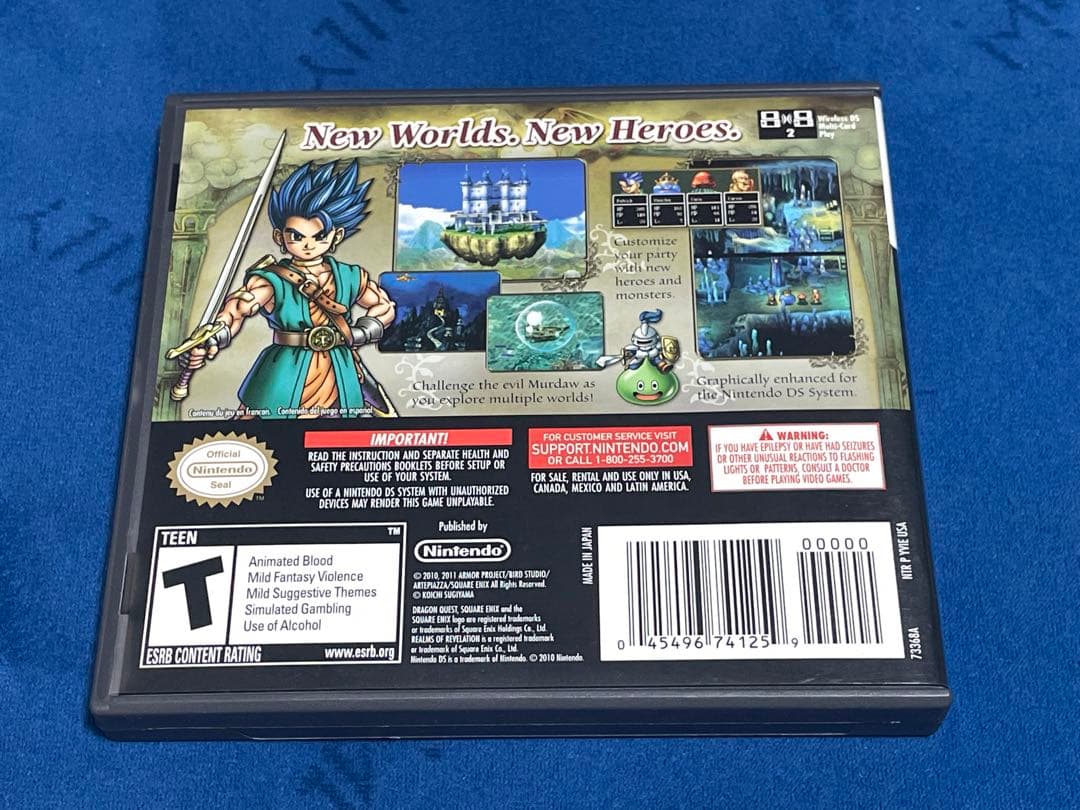 New Worlds. New Heroes.
2
Wireless DS
Multi-Card
Play
Customize
your party
with new
heroes and
monsters.
Challenge the evil Murdaw as
you explore multiple worlds!
Graphically enhanced for
the Nintendo DS System.
Contenido del juego en español
Official
Nintendo
Seal
TM
IMPORTANT!
READ THE INSTRUCTION AND SEPARATE HEALTH AND
SAFETY PRECAUTIONS BOOKLETS BEFORE SETUP OR
USE OF YOUR SYSTEM.
USE OF A NINTENDO DS SYSTEM WITH UNAUTHORIZED
DEVICES MAY RENDER THIS GAME UNPLAYABLE.
FOR CUSTOMER SERVICE VISIT
SUPPORT.NINTENDO.COM
OR CALL 1-800-255-3700
FOR SALE, RENTAL AND USE ONLY IN USA,
CANADA, MEXICO AND LATIN AMERICA.
WARNING:
IF YOU HAVE EPILEPSY OR HAVE HAD SEIZURES
OR OTHER UNUSUAL REACTIONS TO FLASHING
LIGHTS OR PATTERNS, CONSULT A DOCTOR
BEFORE PLAYING VIDEO GAMES.
TEEN
TM
T
Animated Blood
Mild Fantasy Violence
Mild Suggestive Themes
Simulated Gambling
Use of Alcohol
ESRB CONTENT RATING
www.esrb.org
Published by
Nintendo
© 2010, 2011 ARMOR PROJECT/BIRD STUDIO/
ARTEPIAZZA/SQUARE ENIX All Rights Reserved.
© KOICHI SUGIYAMA
DRAGON QUEST, SQUARE ENIX and the
SQUARE ENIX logo are registered trademarks
or trademarks of Square Enix Holdings Co., Ltd.
REALMS OF REVELATION is a registered trademark
or trademark of Square Enix Co., Ltd.
Nintendo DS is a trademark of Nintendo. © 2010 Nintendo.
MADE IN JAPAN
00000
0 45496 74125 9
NTR P YVIE USA
73368A